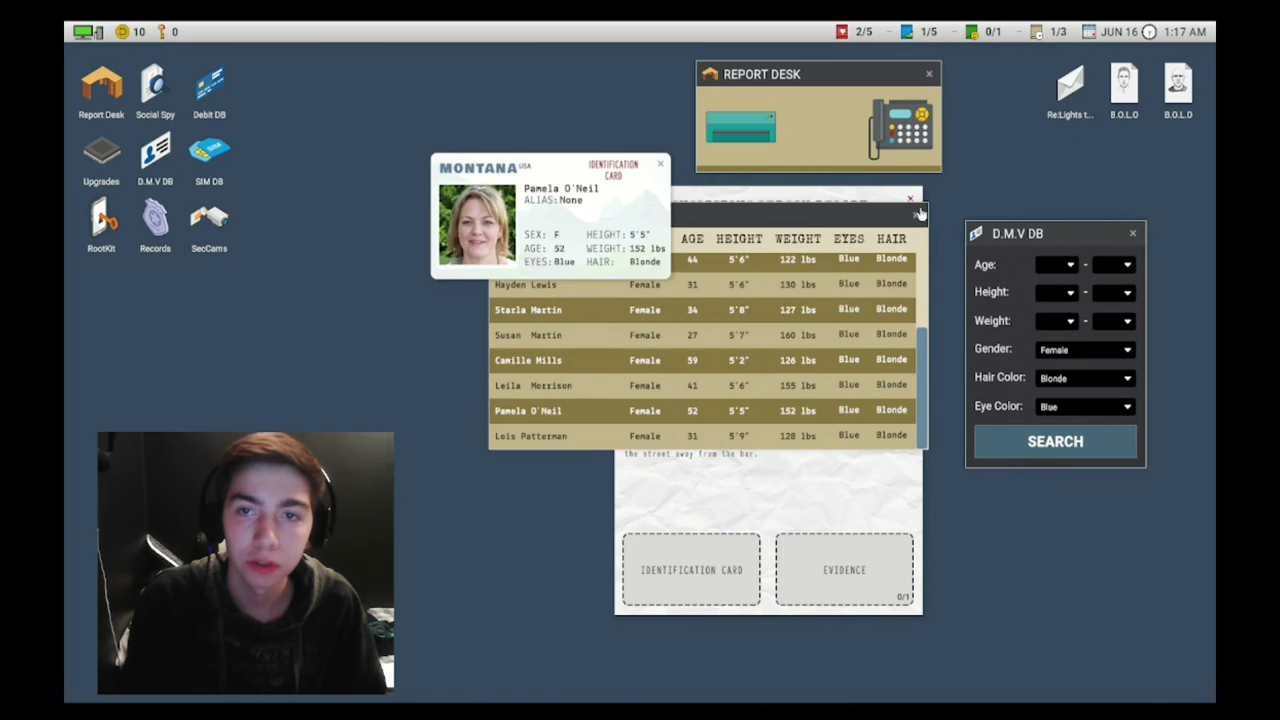 10 0 2/5 - 1/5 - 0/1 - 1/3 JUN 16 1:17 AM
Report Desk Social Spy Debit DB
Upgrades D.M.V DB SIM DB
RootKit Records SecCams
REPORT DESK
Re:Lights t... B.O.L.O B.O.L.O
MONTANA USA IDENTIFICATION
CARD
Pamela O'Neil
ALIAS: None
SEX: F HEIGHT: 5'5"
AGE: 52 WEIGHT: 152 lbs
EYES: Blue HAIR: Blonde
AGE HEIGHT WEIGHT EYES HAIR
44 5'6" 122 lbs Blue Blonde
Hayden Lewis Female 31 5'6" 130 lbs Blue Blonde
Starla Martin Female 34 5'8" 127 lbs Blue Blonde
Susan Martin Female 27 5'7" 160 lbs Blue Blonde
Camille Mills Female 59 5'2" 126 lbs Blue Blonde
Leila Morrison Female 41 5'6" 155 lbs Blue Blonde
Pamela O'Neil Female 52 5'5" 152 lbs Blue Blonde
Lois Patterman Female 31 5'9" 128 lbs Blue Blonde
the street away from the bar.
IDENTIFICATION CARD EVIDENCE
0/1
D.M.V DB
Age: -
Height: -
Weight: -
Gender: Female
Hair Color: Blonde
Eye Color: Blue
SEARCH